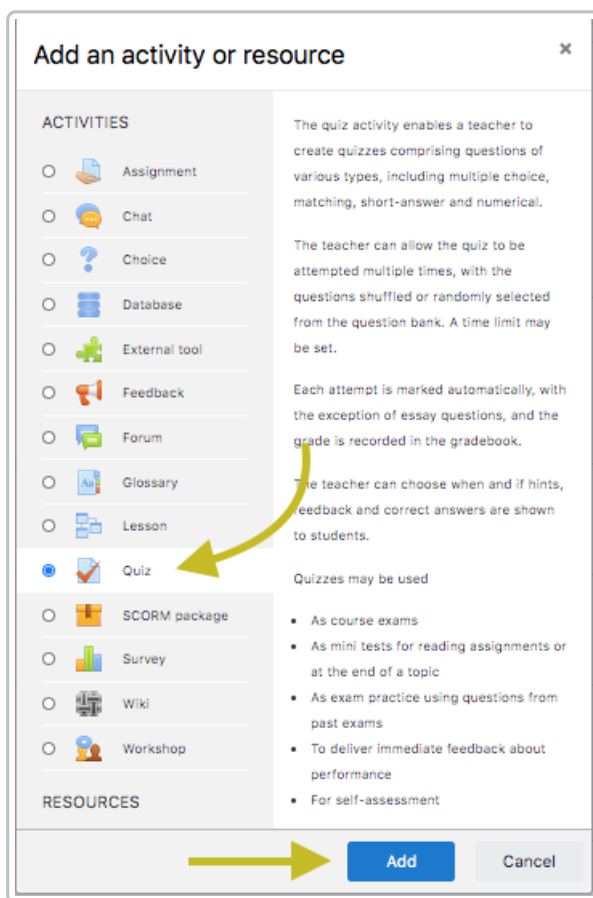 Add an activity or resource ×
ACTIVITIES
Assignment
Chat
Choice
Database
External tool
Feedback
Forum
Glossary
Lesson
Quiz
SCORM package
Survey
Wiki
Workshop
RESOURCES
The quiz activity enables a teacher to
create quizzes comprising questions of
various types, including multiple choice,
matching, short-answer and numerical.
The teacher can allow the quiz to be
attempted multiple times, with the
questions shuffled or randomly selected
from the question bank. A time limit may
be set.
Each attempt is marked automatically, with
the exception of essay questions, and the
grade is recorded in the gradebook.
The teacher can choose when and if hints,
feedback and correct answers are shown
to students.
Quizzes may be used
• As course exams
• As mini tests for reading assignments or
at the end of a topic
• As exam practice using questions from
past exams
• To deliver immediate feedback about
performance
• For self-assessment
Add
Cancel